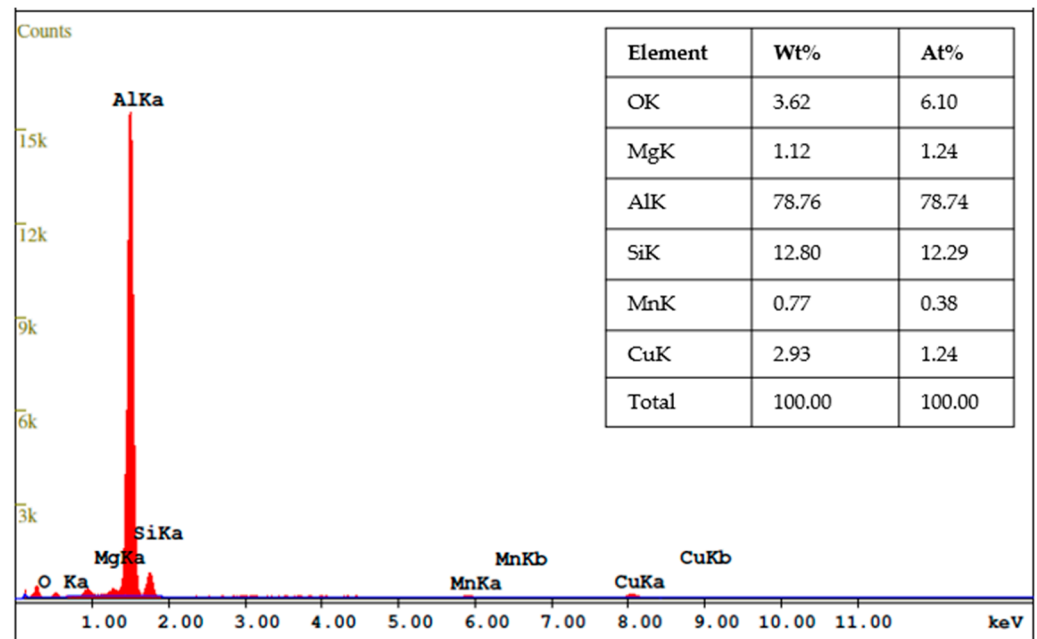 Counts
Element Wt% At%
OK 3.62 6.10
MgK 1.12 1.24
AlK 78.76 78.74
SiK 12.80 12.29
MnK 0.77 0.38
CuK 2.93 1.24
Total 100.00 100.00
AlKa
15k
12k
9k
6k
3k
SiKa
MgKa
O Ka
MnKb
MnKa
CuKb
CuKa
1.00 2.00 3.00 4.00 5.00 6.00 7.00 8.00 9.00 10.00 11.00 keV